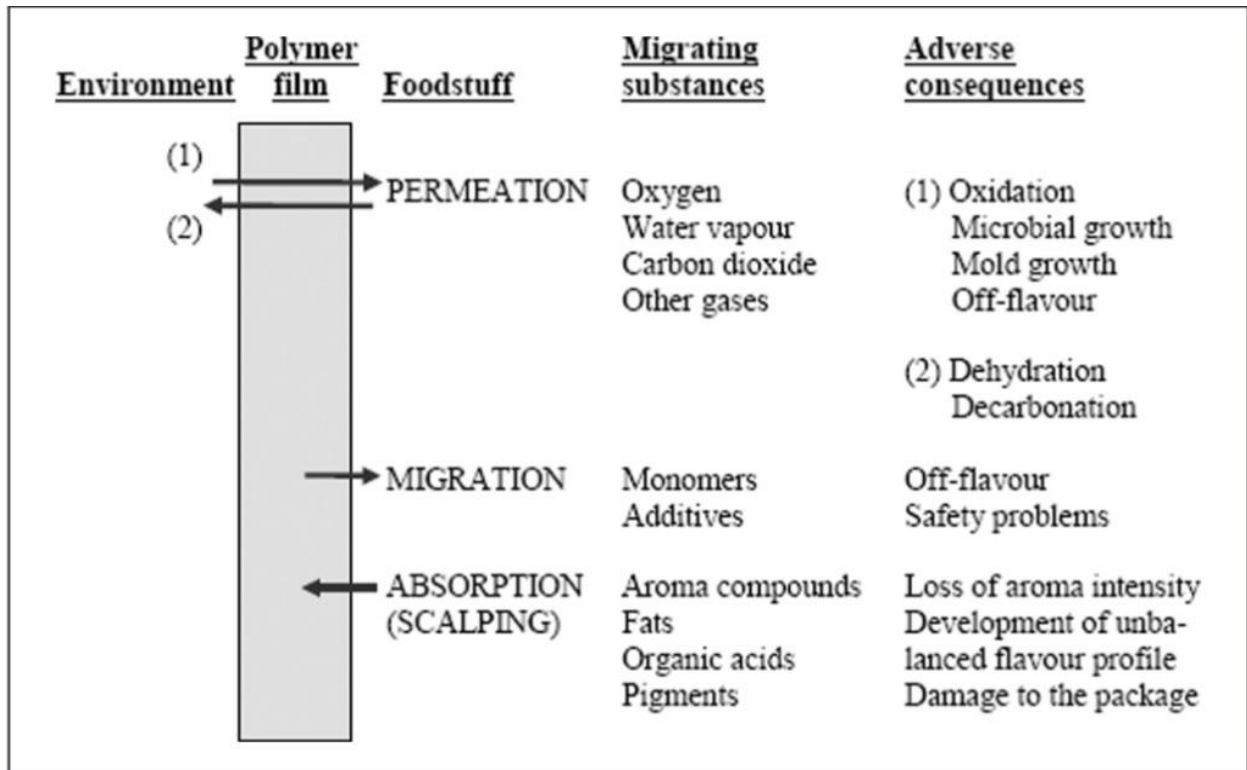 Environment Polymer film Foodstuff Migrating substances Adverse consequences
(1)
(2)
PERMEATION
Oxygen
Water vapour
Carbon dioxide
Other gases
(1) Oxidation
Microbial growth
Mold growth
Off-flavour
(2) Dehydration
Decarbonation
MIGRATION
Monomers
Additives
Off-flavour
Safety problems
ABSORPTION
(SCALPING)
Aroma compounds
Fats
Organic acids
Pigments
Loss of aroma intensity
Development of unba-
lanced flavour profile
Damage to the package